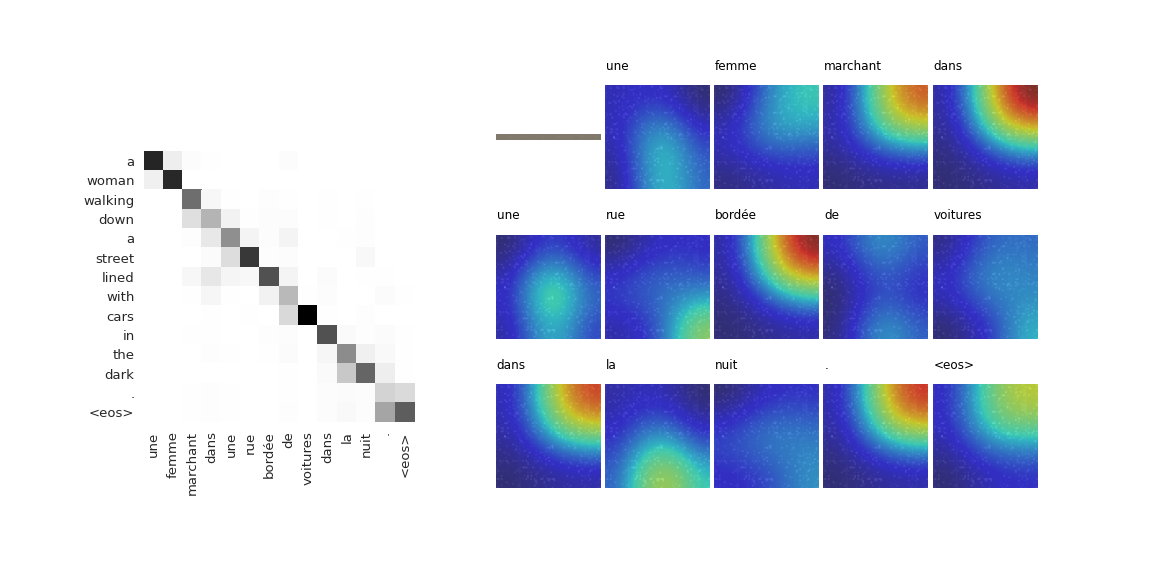 a
woman
walking
down
a
street
lined
with
cars
in
the
dark
.
<eos>
une
femme
marchant
dans
une
rue
bordée
de
voitures
dans
la
nuit
.
<eos>
une femme marchant dans
une rue bordée de voitures
dans la nuit . <eos>